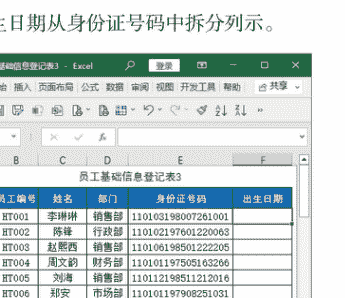 生日期从身份证号码中拆分列示。
基础信息登记表3 - Excel 登录
始 插入 页面布局 公式 数据 审阅 视图 开发工具 帮助 共享
B C D E F
员工基础信息登记表3
员工编号 姓名 部门 身份证号码 出生日期
HT001 李琳琳 销售部 110103198007261001
HT002 陈锋 行政部 110102197601220063
HT003 赵熙西 销售部 110106198501222205
HT004 周文韵 财务部 110101197505163266
HT005 刘海 销售部 110112198511212016
HT006 郑安 市场部 110101197908251031